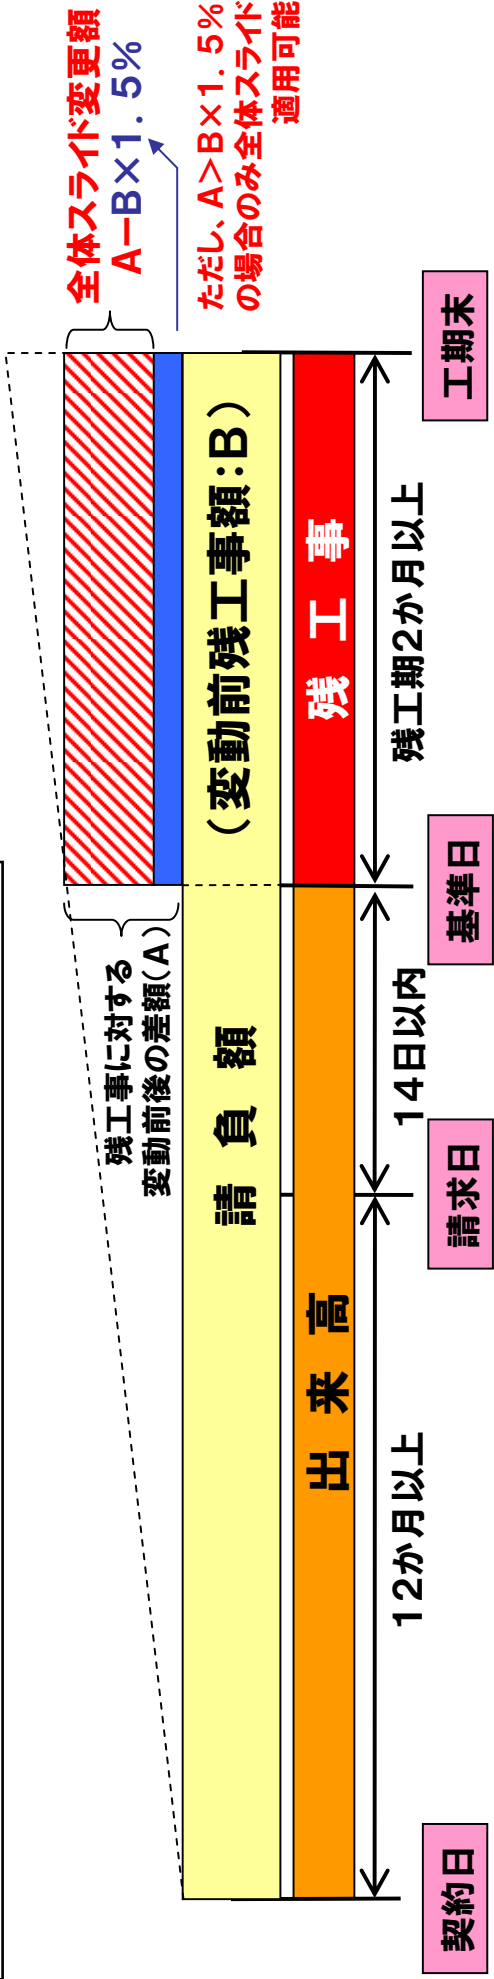 全体スライド変更額
A－B×1.5％
ただし、A＞B×1.5％
の場合のみ全体スライド
適用可能
残工事に対する
変動前後の差額(A)
請負額
(変動前残工事額:B)
出来高
残工事
12か月以上
14日以内
残工期2か月以上
契約日
請求日
基準日
工期末